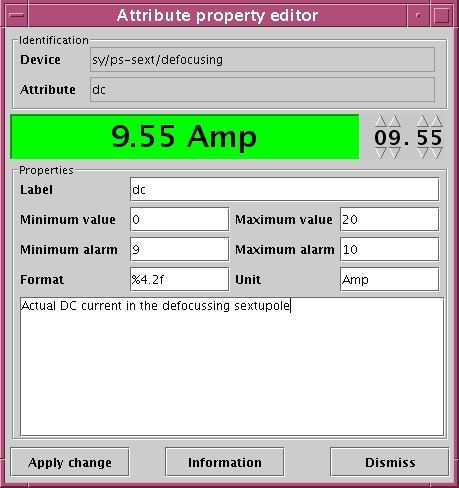 Attribute property editor
Identification
Device sy/ps-sext/defocusing
Attribute dc
9.55 Amp 09.55
Properties
Label dc
Minimum value 0 Maximum value 20
Minimum alarm 9 Maximum alarm 10
Format %4.2f Unit Amp
Actual DC current in the defocussing sextupole
Apply change Information Dismiss